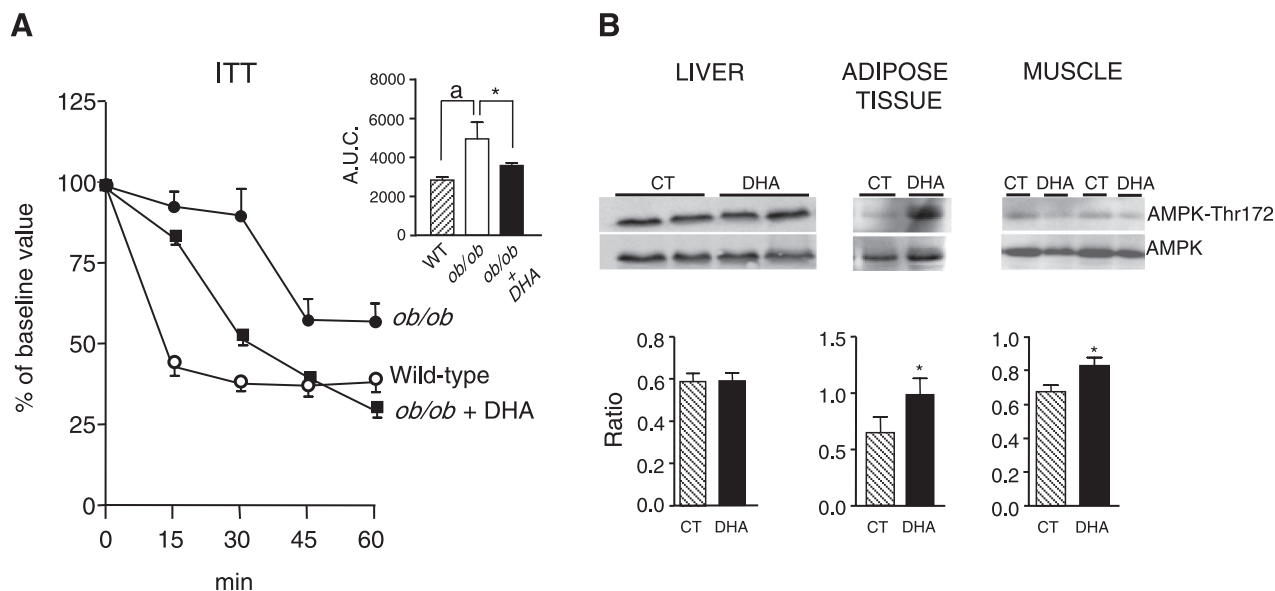 A
ITT
125
100
75
50
25
0
% of baseline value
0 15 30 45 60
min
ob/ob
Wild-type
ob/ob + DHA
8000
6000
4000
2000
0
A.U.C.
a *
WT
ob/ob
ob/ob
+
DHA
B
LIVER
ADIPOSE
TISSUE
MUSCLE
CT DHA
CT DHA
CT DHA CT DHA
AMPK-Thr172
AMPK
Ratio
0.8
0.6
0.4
0.2
0.0
CT DHA
1.5
1.0
0.5
0.0
*
CT DHA
1.0
0.8
0.6
0.4
0.2
0.0
*
CT DHA